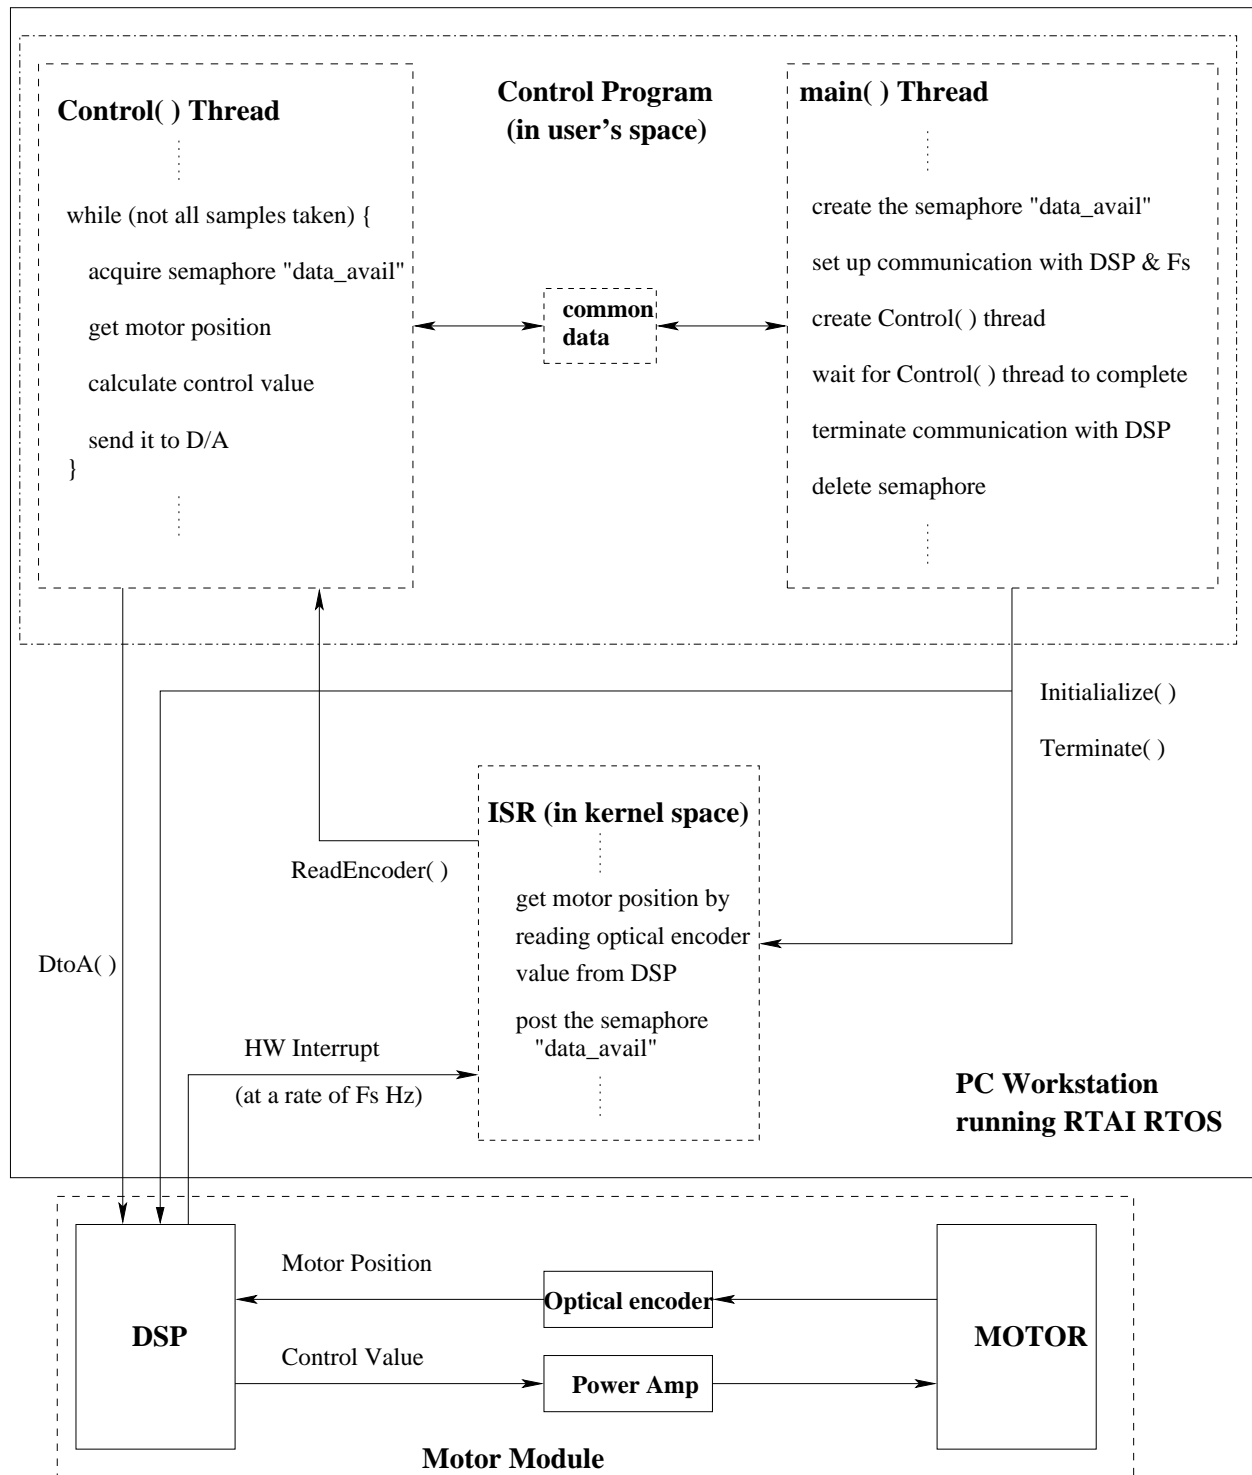 Control( ) Thread
while (not all samples taken) {
acquire semaphore "data_avail"
get motor position
calculate control value
send it to D/A
}
Control Program
(in user's space)
common
data
main( ) Thread
create the semaphore "data_avail"
set up communication with DSP & Fs
create Control( ) thread
wait for Control( ) thread to complete
terminate communication with DSP
delete semaphore
Initialialize( )
Terminate( )
ISR (in kernel space)
get motor position by
reading optical encoder
value from DSP
post the semaphore
"data_avail"
ReadEncoder( )
DtoA( )
HW Interrupt
(at a rate of Fs Hz)
PC Workstation
running RTAI RTOS
DSP
Motor Position
Optical encoder
Control Value
Power Amp
MOTOR
Motor Module